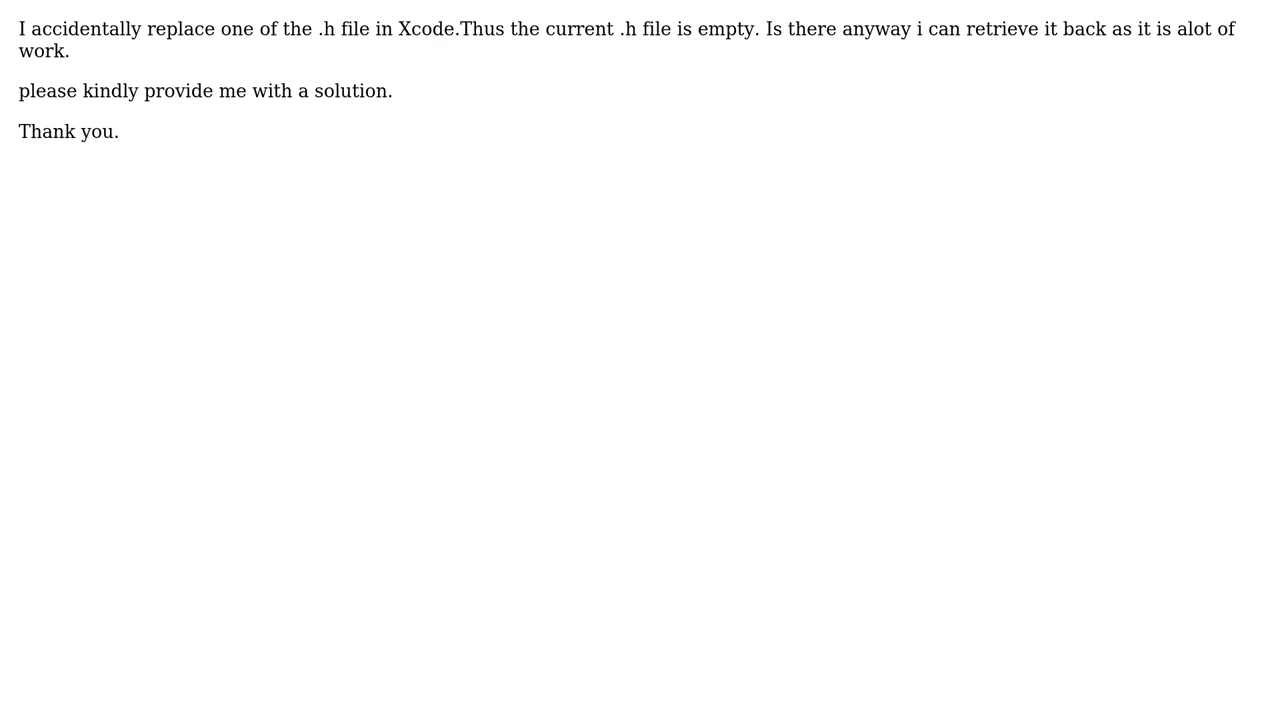 I accidentally replace one of the .h file in Xcode.Thus the current .h file is empty. Is there anyway i can retrieve it back as it is alot of
work.
please kindly provide me with a solution.
Thank you.